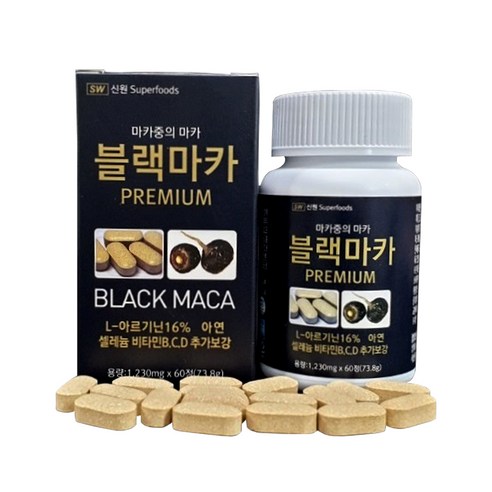 SW 신원 Superfoods
마카중의 마카
블랙마카
PREMIUM
BLACK MACA
L-아르기닌16% 아연
셀레늄 비타민B,C,D 추가보강
용량:1,230mg x 60정(73.8g)
SW 신원 Superfoods
마카중의 마카
블랙마카
PREMIUM
BLACK MACA
L-아르기닌16% 아연
셀레늄 비타민B,C,D 추가보강
용량:1,230mg x 60정(73.8g)